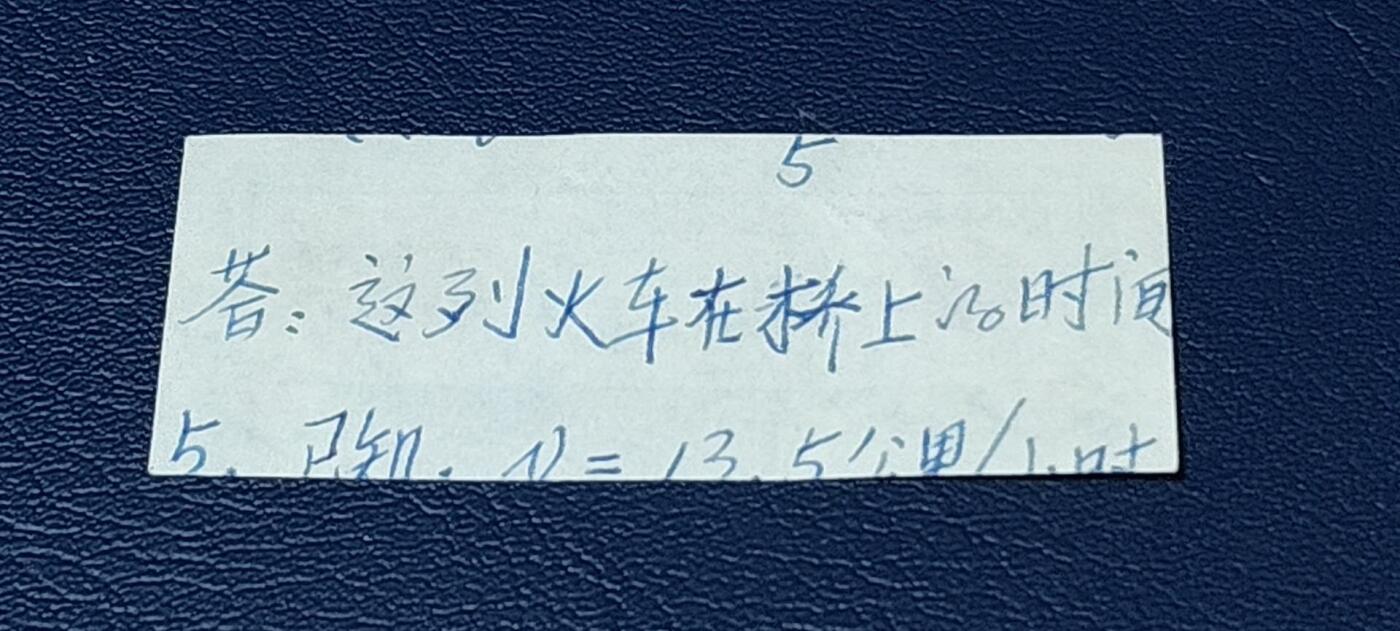 5
答：这列火车在桥上的时间
5. 已知. v = 13.5公里/小时